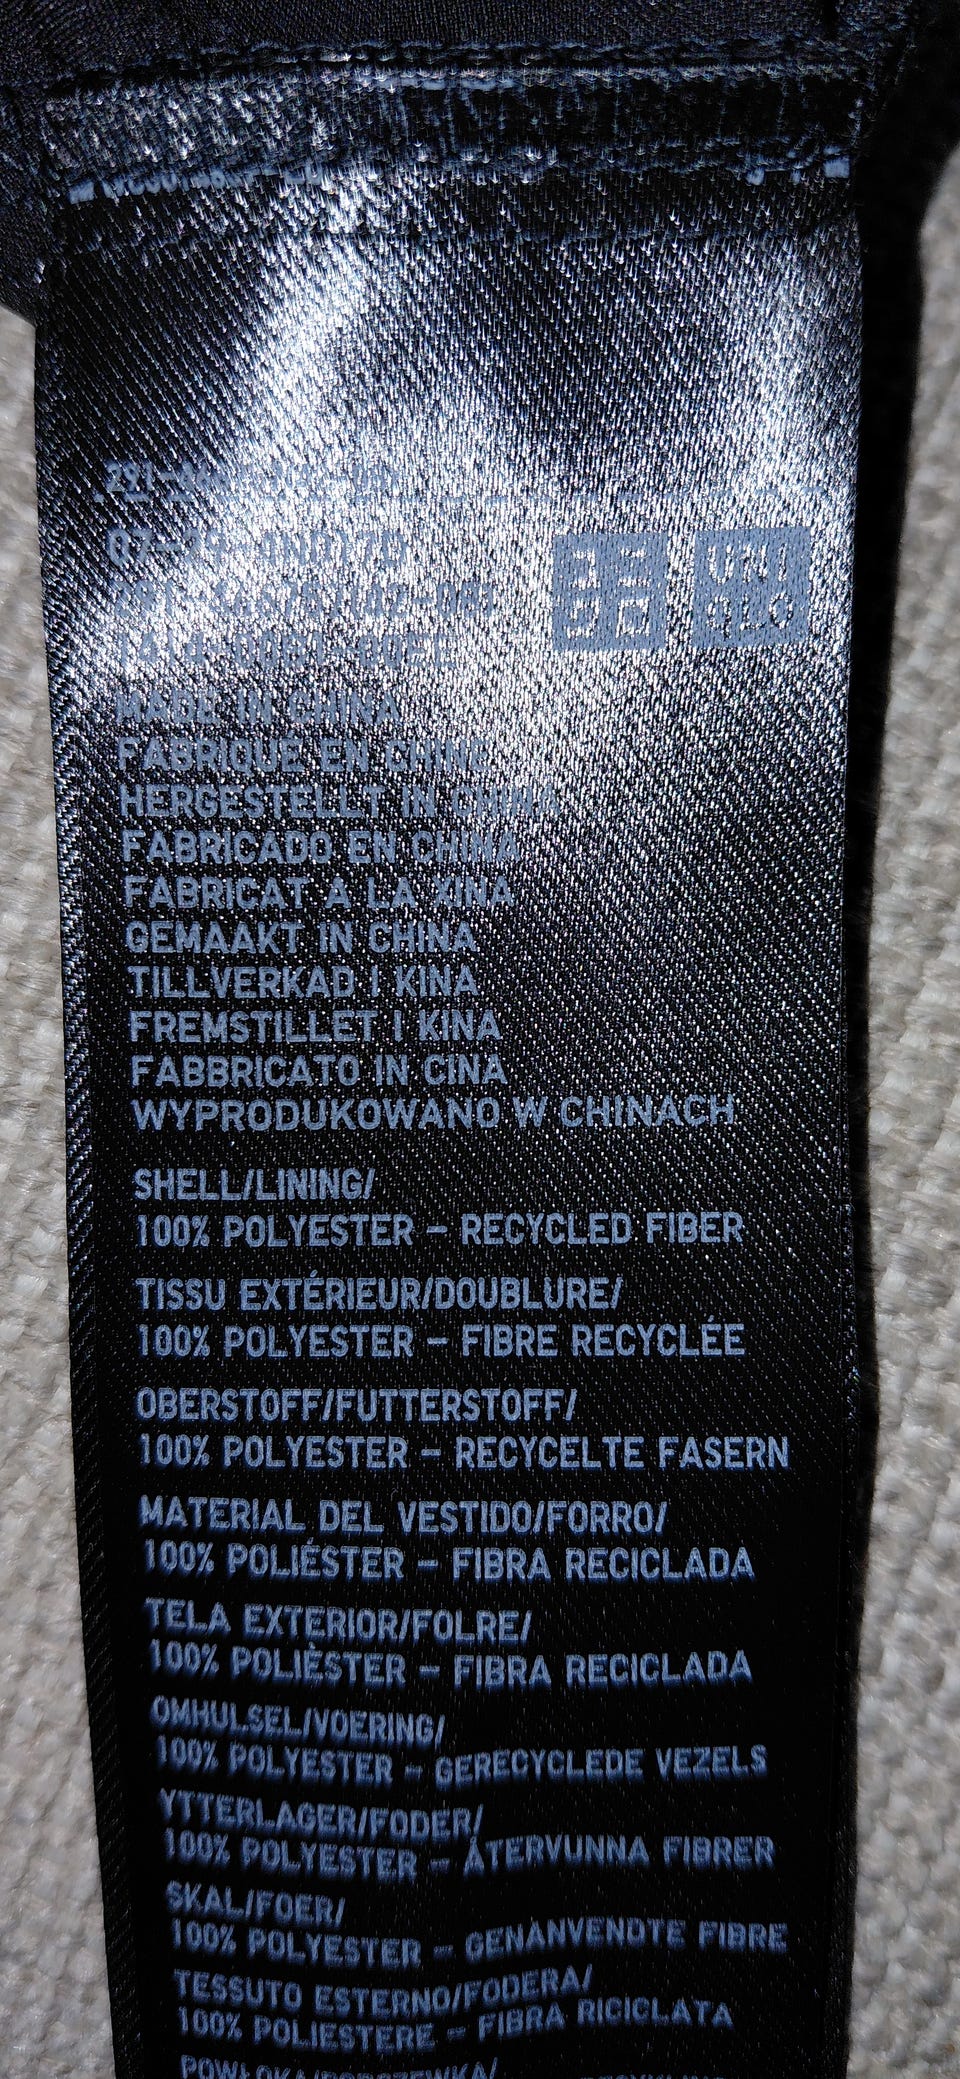 UNI
QLO
MADE IN CHINA
FABRIQUE EN CHINE
HERGESTELLT IN CHINA
FABRICADO EN CHINA
FABRICAT A LA XINA
GEMAAKT IN CHINA
TILLVERKAD I KINA
FREMSTILLET I KINA
FABBRICATO IN CINA
WYPRODUKOWANO W CHINACH
SHELL/LINING/
100% POLYESTER – RECYCLED FIBER
TISSU EXTÉRIEUR/DOUBLURE/
100% POLYESTER – FIBRE RECYCLÉE
OBERSTOFF/FUTTERSTOFF/
100% POLYESTER – RECYCELTE FASERN
MATERIAL DEL VESTIDO/FORRO/
100% POLIÉSTER – FIBRA RECICLADA
TELA EXTERIOR/FOLRE/
100% POLIÈSTER – FIBRA RECICLADA
OMHULSEL/VOERING/
100% POLYESTER – GERECYCLEDE VEZELS
YTTERLAGER/FODER/
100% POLYESTER – ÅTERVUNNA FIBRER
SKAL/FOER/
100% POLYESTER – GENANVENDTE FIBRE
TESSUTO ESTERNO/FODERA/
100% POLIESTERE – FIBRA RICICLATA